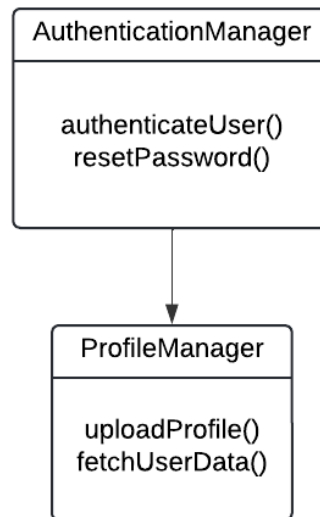 AuthenticationManager
authenticateUser()
resetPassword()
ProfileManager
uploadProfile()
fetchUserData()